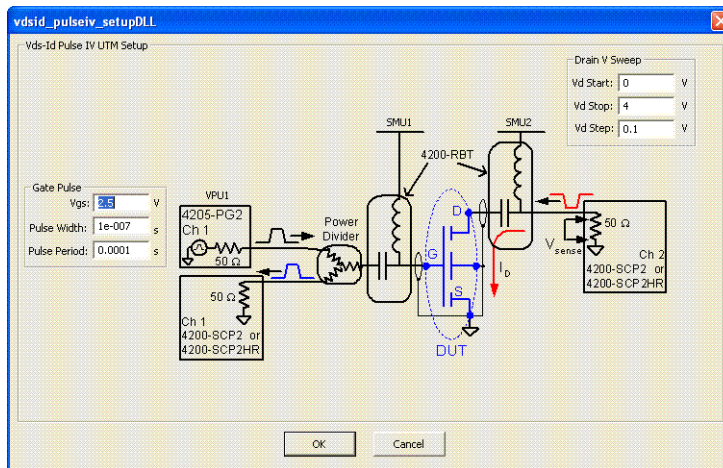 vdsid_pulseiv_setupDLL
Vds-Id Pulse IV UTM Setup
Drain V Sweep
Vd Start: 0 V
Vd Stop: 4 V
Vd Step: 0.1 V
SMU1
SMU2
4200-RBT
Gate Pulse
Vgs: 2.5 V
Pulse Width: 1e-007 s
Pulse Period: 0.0001 s
VPU1
4205-PG2
Ch 1
50 Ω
Power
Divider
50 Ω
Ch 1
4200-SCP2 or
4200-SCP2HR
D
G
S
I_D
DUT
50 Ω
V_sense
Ch 2
4200-SCP2 or
4200-SCP2HR
OK
Cancel